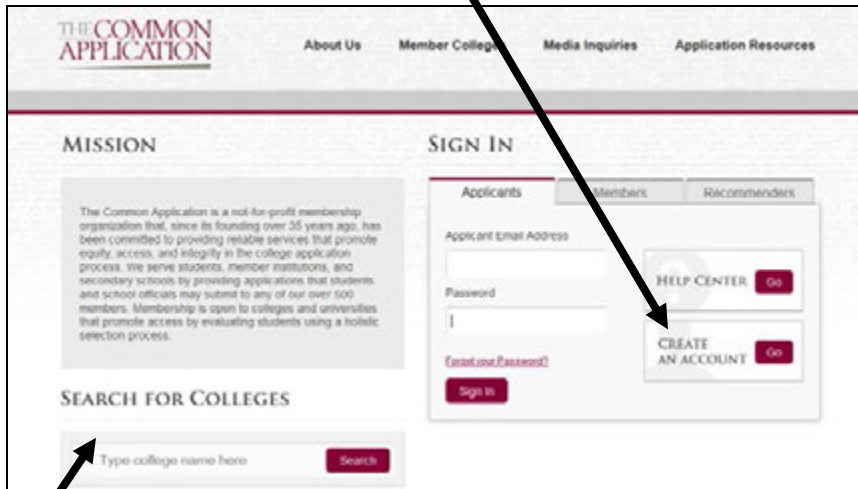 THE COMMON
APPLICATION
About Us Member Colleges Media Inquiries Application Resources
MISSION
The Common Application is a not-for-profit membership
organization that, since its founding over 35 years ago, has
been committed to providing reliable services that promote
equity, access, and integrity in the college application
process. We serve students, member institutions, and
secondary schools by providing applications that students
and school officials may submit to any of our over 500
members. Membership is open to colleges and universities
that promote access by evaluating students using a holistic
selection process.
SEARCH FOR COLLEGES
Type college name here Search
SIGN IN
Applicants Members Recommenders
Applicant Email Address
Password
Forgot your Password?
Sign In
HELP CENTER Go
CREATE
AN ACCOUNT Go